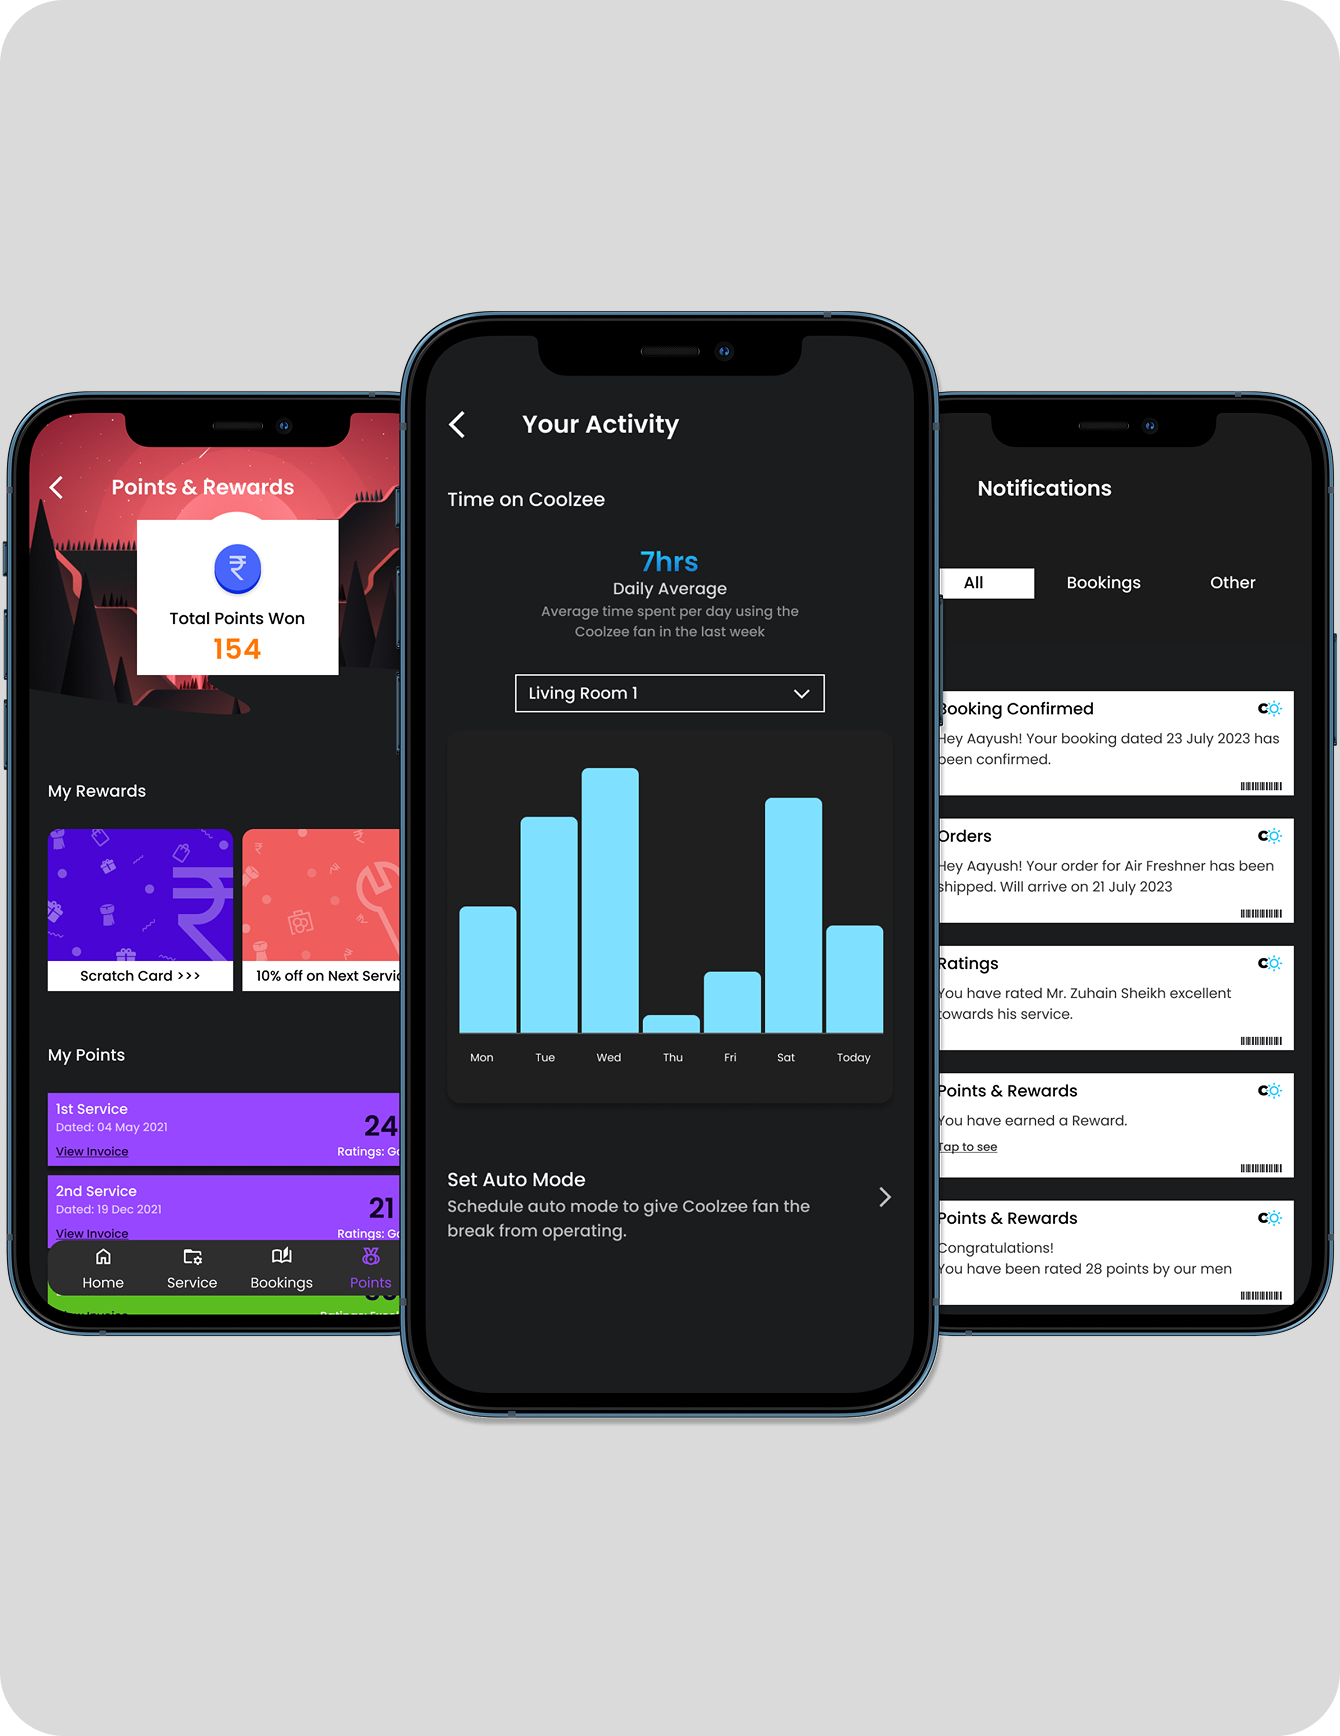 Points & Rewards
Total Points Won
154
My Rewards
Scratch Card >>>
10% off on Next
My Points
1st Service
Dated: 04 May 2021
View Invoice
24
Ratings:
2nd Service
Dated: 19 Dec 2021
View Invoice
21
Ratings:
Home
Service
Bookings
Points
Your Activity
Time on Coolzee
7hrs
Daily Average
Average time spent per day using the
Coolzee fan in the last week
Living Room 1
Mon Tue Wed Thu Fri Sat Today
Set Auto Mode
Schedule auto mode to give Coolzee fan the
break from operating.
Notifications
All
Bookings
Other
Booking Confirmed
Hey Aayush! Your booking dated 23 July 2023 has
been confirmed.
Orders
Hey Aayush! Your order for Air Freshner has been
shipped. Will arrive on 21 July 2023
Ratings
You have rated Mr. Zuhain Sheikh excellent
towards his service.
Points & Rewards
You have earned a Reward.
Tap to see
Points & Rewards
Congratulations!
You have been rated 28 points by our men